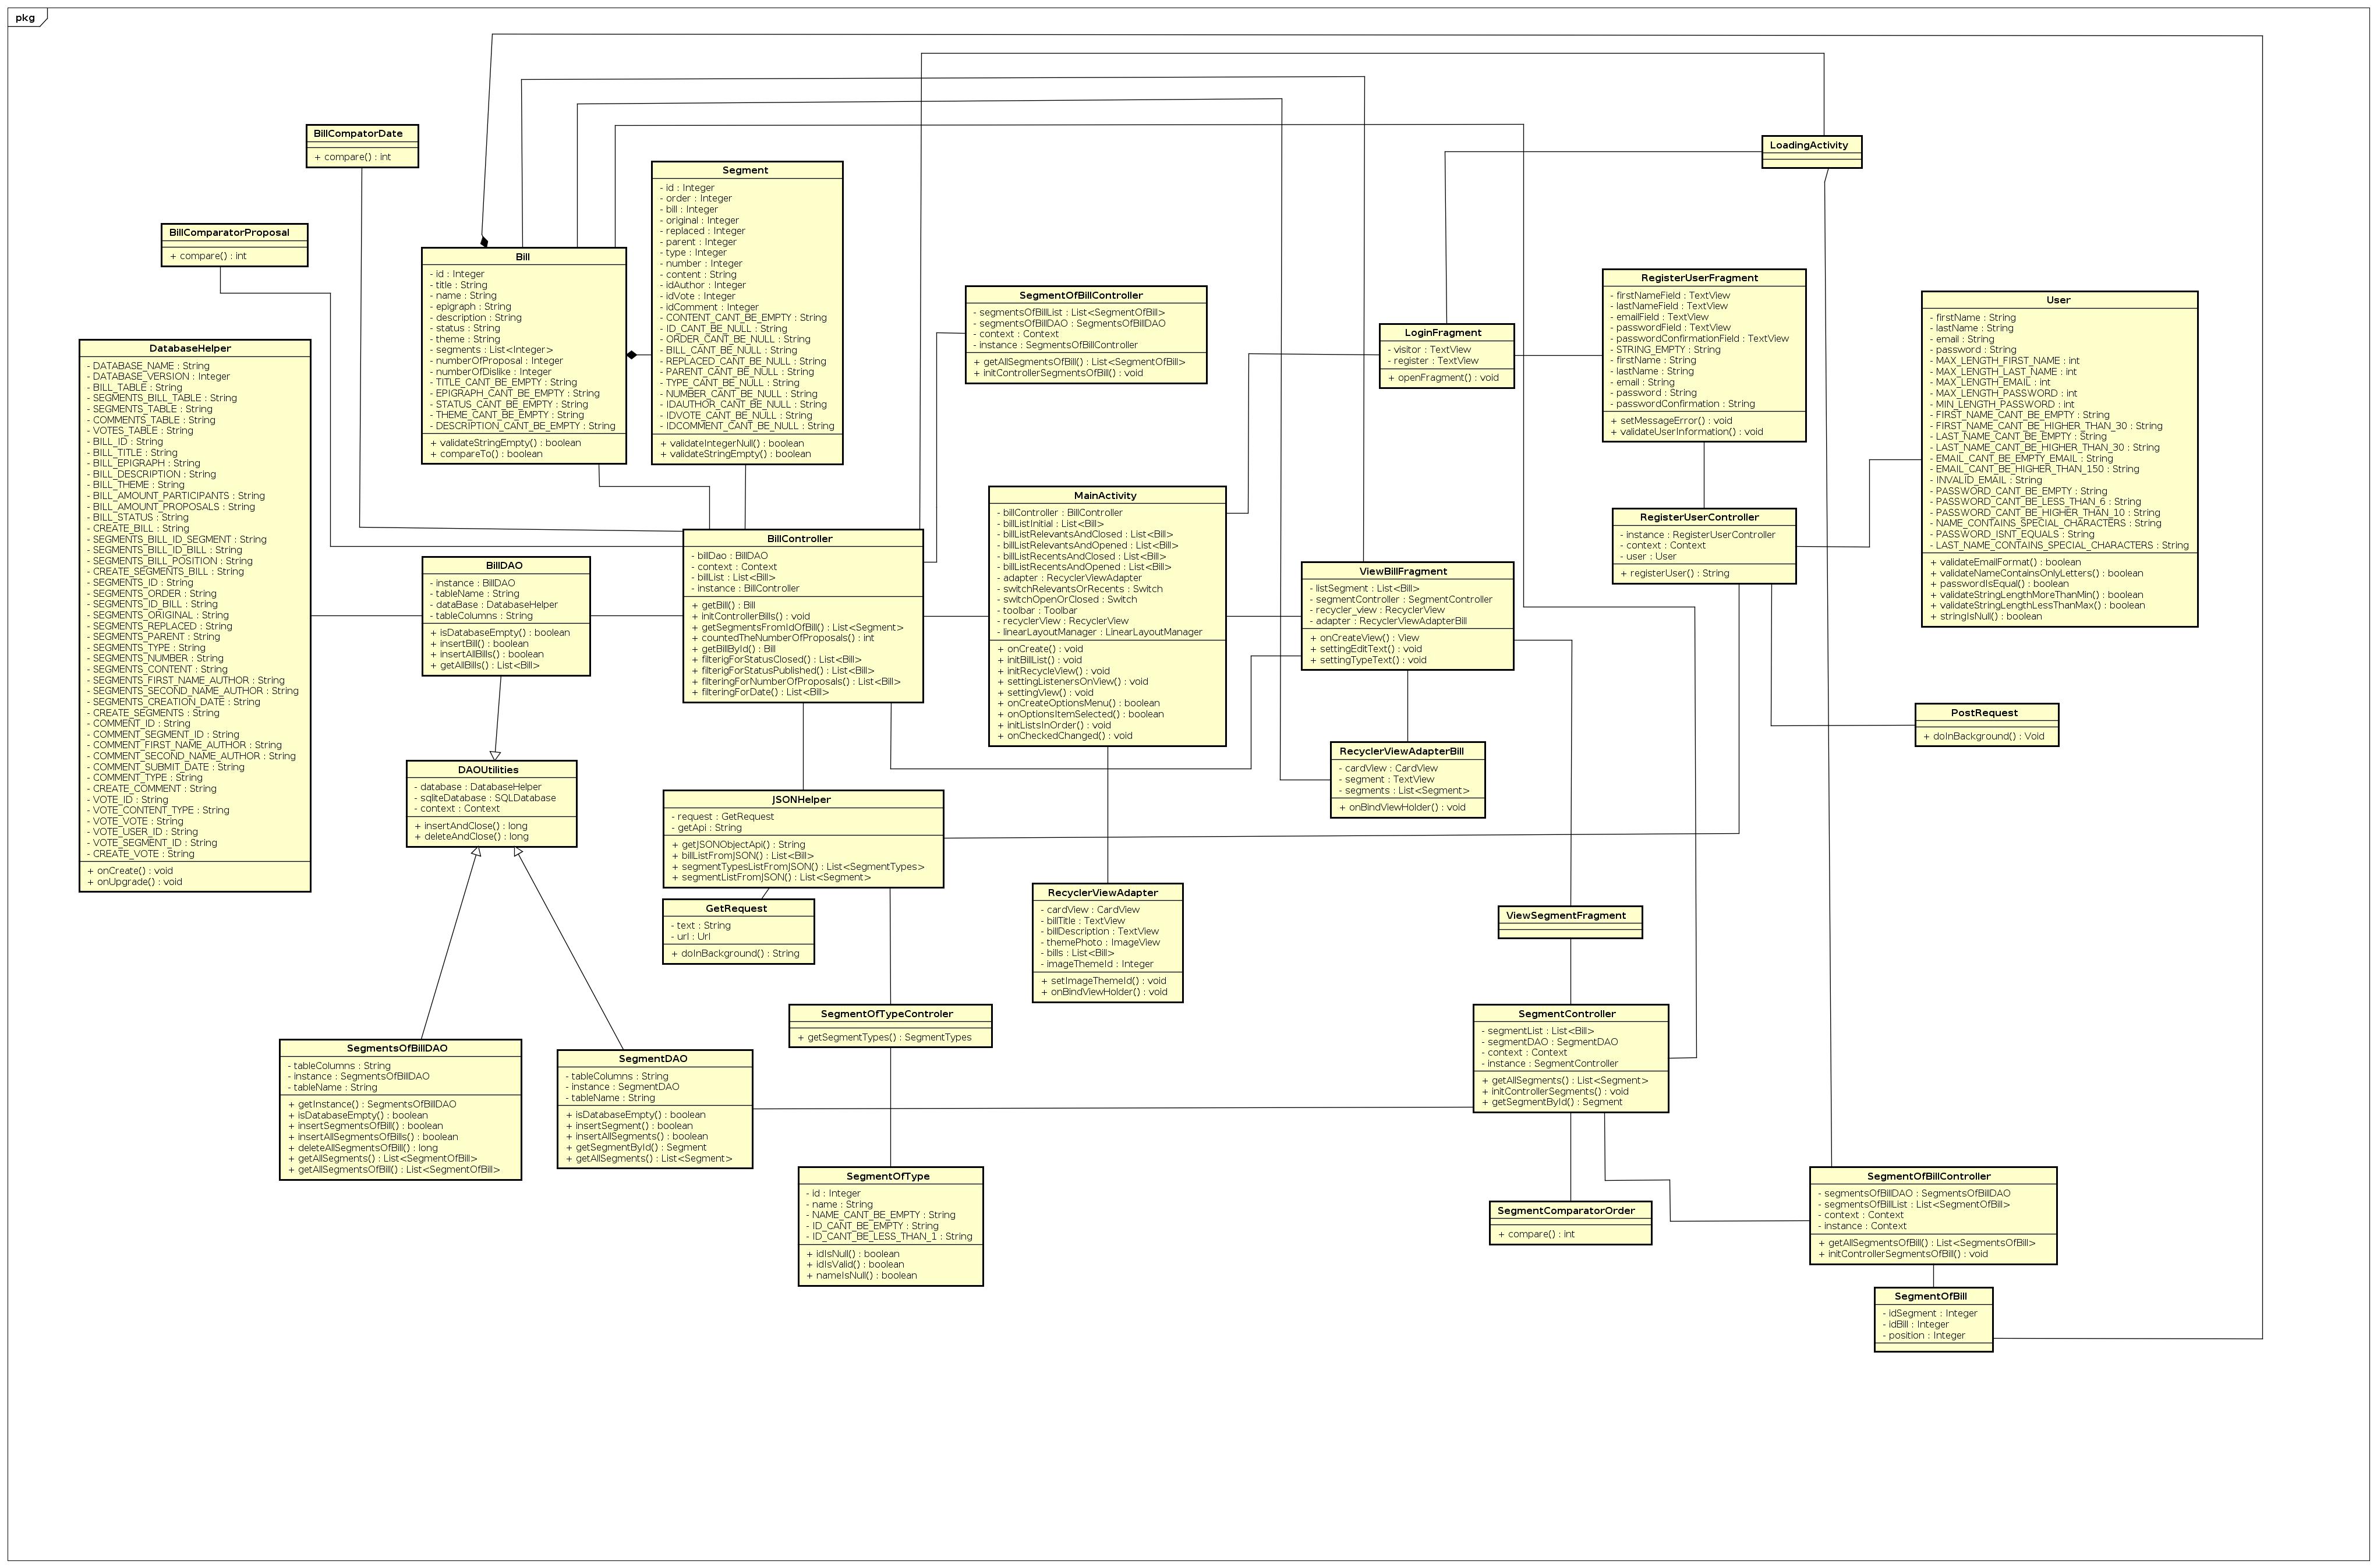 pkg
BillCompatorDate
+ compare() : int
BillComparatorProposal
+ compare() : int
DatabaseHelper
- DATABASE_NAME : String
- DATABASE_VERSION : Integer
- BILL_TABLE : String
- SEGMENTS_BILL_TABLE : String
- SEGMENTS_TABLE : String
- COMMENTS_TABLE : String
- VOTES_TABLE : String
- BILL_ID : String
- BILL_TITLE : String
- BILL_EPIGRAPH : String
- BILL_DESCRIPTION : String
- BILL_THEME : String
- BILL_AMOUNT_PARTICIPANTS : String
- BILL_AMOUNT_PROPOSALS : String
- BILL_STATUS : String
- CREATE_BILL : String
- SEGMENTS_BILL_ID_SEGMENT : String
- SEGMENTS_BILL_ID_BILL : String
- SEGMENTS_BILL_POSITION : String
- CREATE_SEGMENTS_BILL : String
- SEGMENTS_ID : String
- SEGMENTS_ORDER : String
- SEGMENTS_ID_BILL : String
- SEGMENTS_ORIGINAL : String
- SEGMENTS_REPLACED : String
- SEGMENTS_PARENT : String
- SEGMENTS_TYPE : String
- SEGMENTS_NUMBER : String
- SEGMENTS_CONTENT : String
- SEGMENTS_FIRST_NAME_AUTHOR : String
- SEGMENTS_SECOND_NAME_AUTHOR : String
- SEGMENTS_CREATION_DATE : String
- CREATE_SEGMENTS : String
- COMMENT_ID : String
- COMMENT_SEGMENT_ID : String
- COMMENT_FIRST_NAME_AUTHOR : String
- COMMENT_SECOND_NAME_AUTHOR : String
- COMMENT_SUBMIT_DATE : String
- COMMENT_TYPE : String
- CREATE_COMMENT : String
- VOTE_ID : String
- VOTE_CONTENT_TYPE : String
- VOTE_VOTE : String
- VOTE_USER_ID : String
- VOTE_SEGMENT_ID : String
- CREATE_VOTE : String
+ onCreate() : void
+ onUpgrade() : void
Bill
- id : Integer
- title : String
- name : String
- epigraph : String
- description : String
- status : String
- theme : String
- segments : List<Integer>
- numberOfProposal : Integer
- numberOfDislike : Integer
- TITLE_CANT_BE_EMPTY : String
- EPIGRAPH_CANT_BE_EMPTY : String
- STATUS_CANT_BE_EMPTY : String
- THEME_CANT_BE_EMPTY : String
- DESCRIPTION_CANT_BE_EMPTY : String
+ validateStringEmpty() : boolean
+ compareTo() : boolean
Segment
- id : Integer
- order : Integer
- bill : Integer
- original : Integer
- replaced : Integer
- parent : Integer
- type : Integer
- number : Integer
- content : String
- idAuthor : Integer
- idVote : Integer
- idComment : Integer
- CONTENT_CANT_BE_EMPTY : String
- ID_CANT_BE_NULL : String
- ORDER_CANT_BE_NULL : String
- BILL_CANT_BE_NULL : String
- REPLACED_CANT_BE_NULL : String
- PARENT_CANT_BE_NULL : String
- TYPE_CANT_BE_NULL : String
- NUMBER_CANT_BE_NULL : String
- IDAUTHOR_CANT_BE_NULL : String
- IDVOTE_CANT_BE_NULL : String
- IDCOMMENT_CANT_BE_NULL : String
+ validateIntegerNull() : boolean
+ validateStringEmpty() : boolean
SegmentOfBillController
- segmentsOfBillList : List<SegmentOfBill>
- segmentsOfBillDAO : SegmentsOfBillDAO
- context : Context
- instance : SegmentsOfBillController
+ getAllSegmentsOfBill() : List<SegmentOfBill>
+ initControllerSegmentsOfBill() : void
LoadingActivity
LoginFragment
- visitor : TextView
- register : TextView
+ openFragment() : void
RegisterUserFragment
- firstNameField : TextView
- lastNameField : TextView
- emailField : TextView
- passwordField : TextView
- passwordConfirmationField : TextView
- STRING_EMPTY : String
- firstName : String
- lastName : String
- email : String
- password : String
- passwordConfirmation : String
+ setMessageError() : void
+ validateUserInformation() : void
User
- firstName : String
- lastName : String
- email : String
- password : String
- MAX_LENGTH_FIRST_NAME : int
- MAX_LENGTH_LAST_NAME : int
- MAX_LENGTH_EMAIL : int
- MAX_LENGTH_PASSWORD : int
- MIN_LENGTH_PASSWORD : int
- FIRST_NAME_CANT_BE_EMPTY : String
- FIRST_NAME_CANT_BE_HIGHER_THAN_30 : String
- LAST_NAME_CANT_BE_EMPTY : String
- LAST_NAME_CANT_BE_HIGHER_THAN_30 : String
- EMAIL_CANT_BE_EMPTY_EMAIL : String
- EMAIL_CANT_BE_HIGHER_THAN_150 : String
- INVALID_EMAIL : String
- PASSWORD_CANT_BE_EMPTY : String
- PASSWORD_CANT_BE_LESS_THAN_6 : String
- PASSWORD_CANT_BE_HIGHER_THAN_10 : String
- NAME_CONTAINS_SPECIAL_CHARACTERS : String
- PASSWORD_ISNT_EQUALS : String
- LAST_NAME_CONTAINS_SPECIAL_CHARACTERS : String
+ validateEmailFormat() : boolean
+ validateNameContainsOnlyLetters() : boolean
+ passwordIsEqual() : boolean
+ validateStringLengthMoreThanMin() : boolean
+ validateStringLengthLessThanMax() : boolean
+ stringIsNull() : boolean
RegisterUserController
- instance : RegisterUserController
- context : Context
- user : User
+ registerUser() : String
BillDAO
- instance : BillDAO
- tableName : String
- dataBase : DatabaseHelper
- tableColumns : String
+ isDatabaseEmpty() : boolean
+ insertBill() : boolean
+ insertAllBills() : boolean
+ getAllBills() : List<Bill>
BillController
- billDao : BillDAO
- context : Context
- billList : List<Bill>
- instance : BillController
+ getBill() : Bill
+ initControllerBills() : void
+ getSegmentsFromIdOfBill() : List<Segment>
+ countedTheNumberOfProposals() : int
+ getBillById() : Bill
+ filterigForStatusClosed() : List<Bill>
+ filterigForStatusPublished() : List<Bill>
+ filteringForNumberOfProposals() : List<Bill>
+ filteringForDate() : List<Bill>
MainActivity
- billController : BillController
- billListInitial : List<Bill>
- billListRelevantsAndClosed : List<Bill>
- billListRelevantsAndOpened : List<Bill>
- billListRecentsAndClosed : List<Bill>
- billListRecentsAndOpened : List<Bill>
- adapter : RecyclerViewAdapter
- switchRelevantsOrRecents : Switch
- switchOpenOrClosed : Switch
- toolbar : Toolbar
- recyclerView : RecyclerView
- linearLayoutManager : LinearLayoutManager
+ onCreate() : void
+ initBillList() : void
+ initRecycleView() : void
+ settingListenersOnView() : void
+ settingView() : void
+ onCreateOptionsMenu() : boolean
+ onOptionsItemSelected() : boolean
+ initListsInOrder() : void
+ onCheckedChanged() : void
ViewBillFragment
- listSegment : List<Bill>
- segmentController : SegmentController
- recycler_view : RecyclerView
- adapter : RecyclerViewAdapterBill
+ onCreateView() : View
+ settingEditText() : void
+ settingTypeText() : void
PostRequest
+ doInBackground() : Void
RecyclerViewAdapterBill
- cardView : CardView
- segment : TextView
- segments : List<Segment>
+ onBindViewHolder() : void
DAOUtilities
- database : DatabaseHelper
- sqliteDatabase : SQLDatabase
- context : Context
+ insertAndClose() : long
+ deleteAndClose() : long
JSONHelper
- request : GetRequest
- getApi : String
+ getJSONObjectApi() : String
+ billListFromJSON() : List<Bill>
+ segmentTypesListFromJSON() : List<SegmentTypes>
+ segmentListFromJSON() : List<Segment>
GetRequest
- text : String
- url : Url
+ doInBackground() : String
RecyclerViewAdapter
- cardView : CardView
- billTitle : TextView
- billDescription : TextView
- themePhoto : ImageView
- bills : List<Bill>
- imageThemeId : Integer
+ setImageThemeId() : void
+ onBindViewHolder() : void
ViewSegmentFragment
SegmentOfTypeControler
+ getSegmentTypes() : SegmentTypes
SegmentController
- segmentList : List<Bill>
- segmentDAO : SegmentDAO
- context : Context
- instance : SegmentController
+ getAllSegments() : List<Segment>
+ initControllerSegments() : void
+ getSegmentById() : Segment
SegmentsOfBillDAO
- tableColumns : String
- instance : SegmentsOfBillDAO
- tableName : String
+ getInstance() : SegmentsOfBillDAO
+ isDatabaseEmpty() : boolean
+ insertSegmentsOfBill() : boolean
+ insertAllSegmentsOfBills() : boolean
+ deleteAllSegmentsOfBill() : long
+ getAllSegments() : List<SegmentOfBill>
+ getAllSegmentsOfBill() : List<SegmentOfBill>
SegmentDAO
- tableColumns : String
- instance : SegmentDAO
- tableName : String
+ isDatabaseEmpty() : boolean
+ insertSegment() : boolean
+ insertAllSegments() : boolean
+ getSegmentById() : Segment
+ getAllSegments() : List<Segment>
SegmentOfType
- id : Integer
- name : String
- NAME_CANT_BE_EMPTY : String
- ID_CANT_BE_EMPTY : String
- ID_CANT_BE_LESS_THAN_1 : String
+ idIsNull() : boolean
+ idIsValid() : boolean
+ nameIsNull() : boolean
SegmentComparatorOrder
+ compare() : int
SegmentOfBillController
- segmentsOfBillDAO : SegmentsOfBillDAO
- segmentsOfBillList : List<SegmentOfBill>
- context : Context
- instance : Context
+ getAllSegmentsOfBill() : List<SegmentsOfBill>
+ initControllerSegmentsOfBill() : void
SegmentOfBill
- idSegment : Integer
- idBill : Integer
- position : Integer